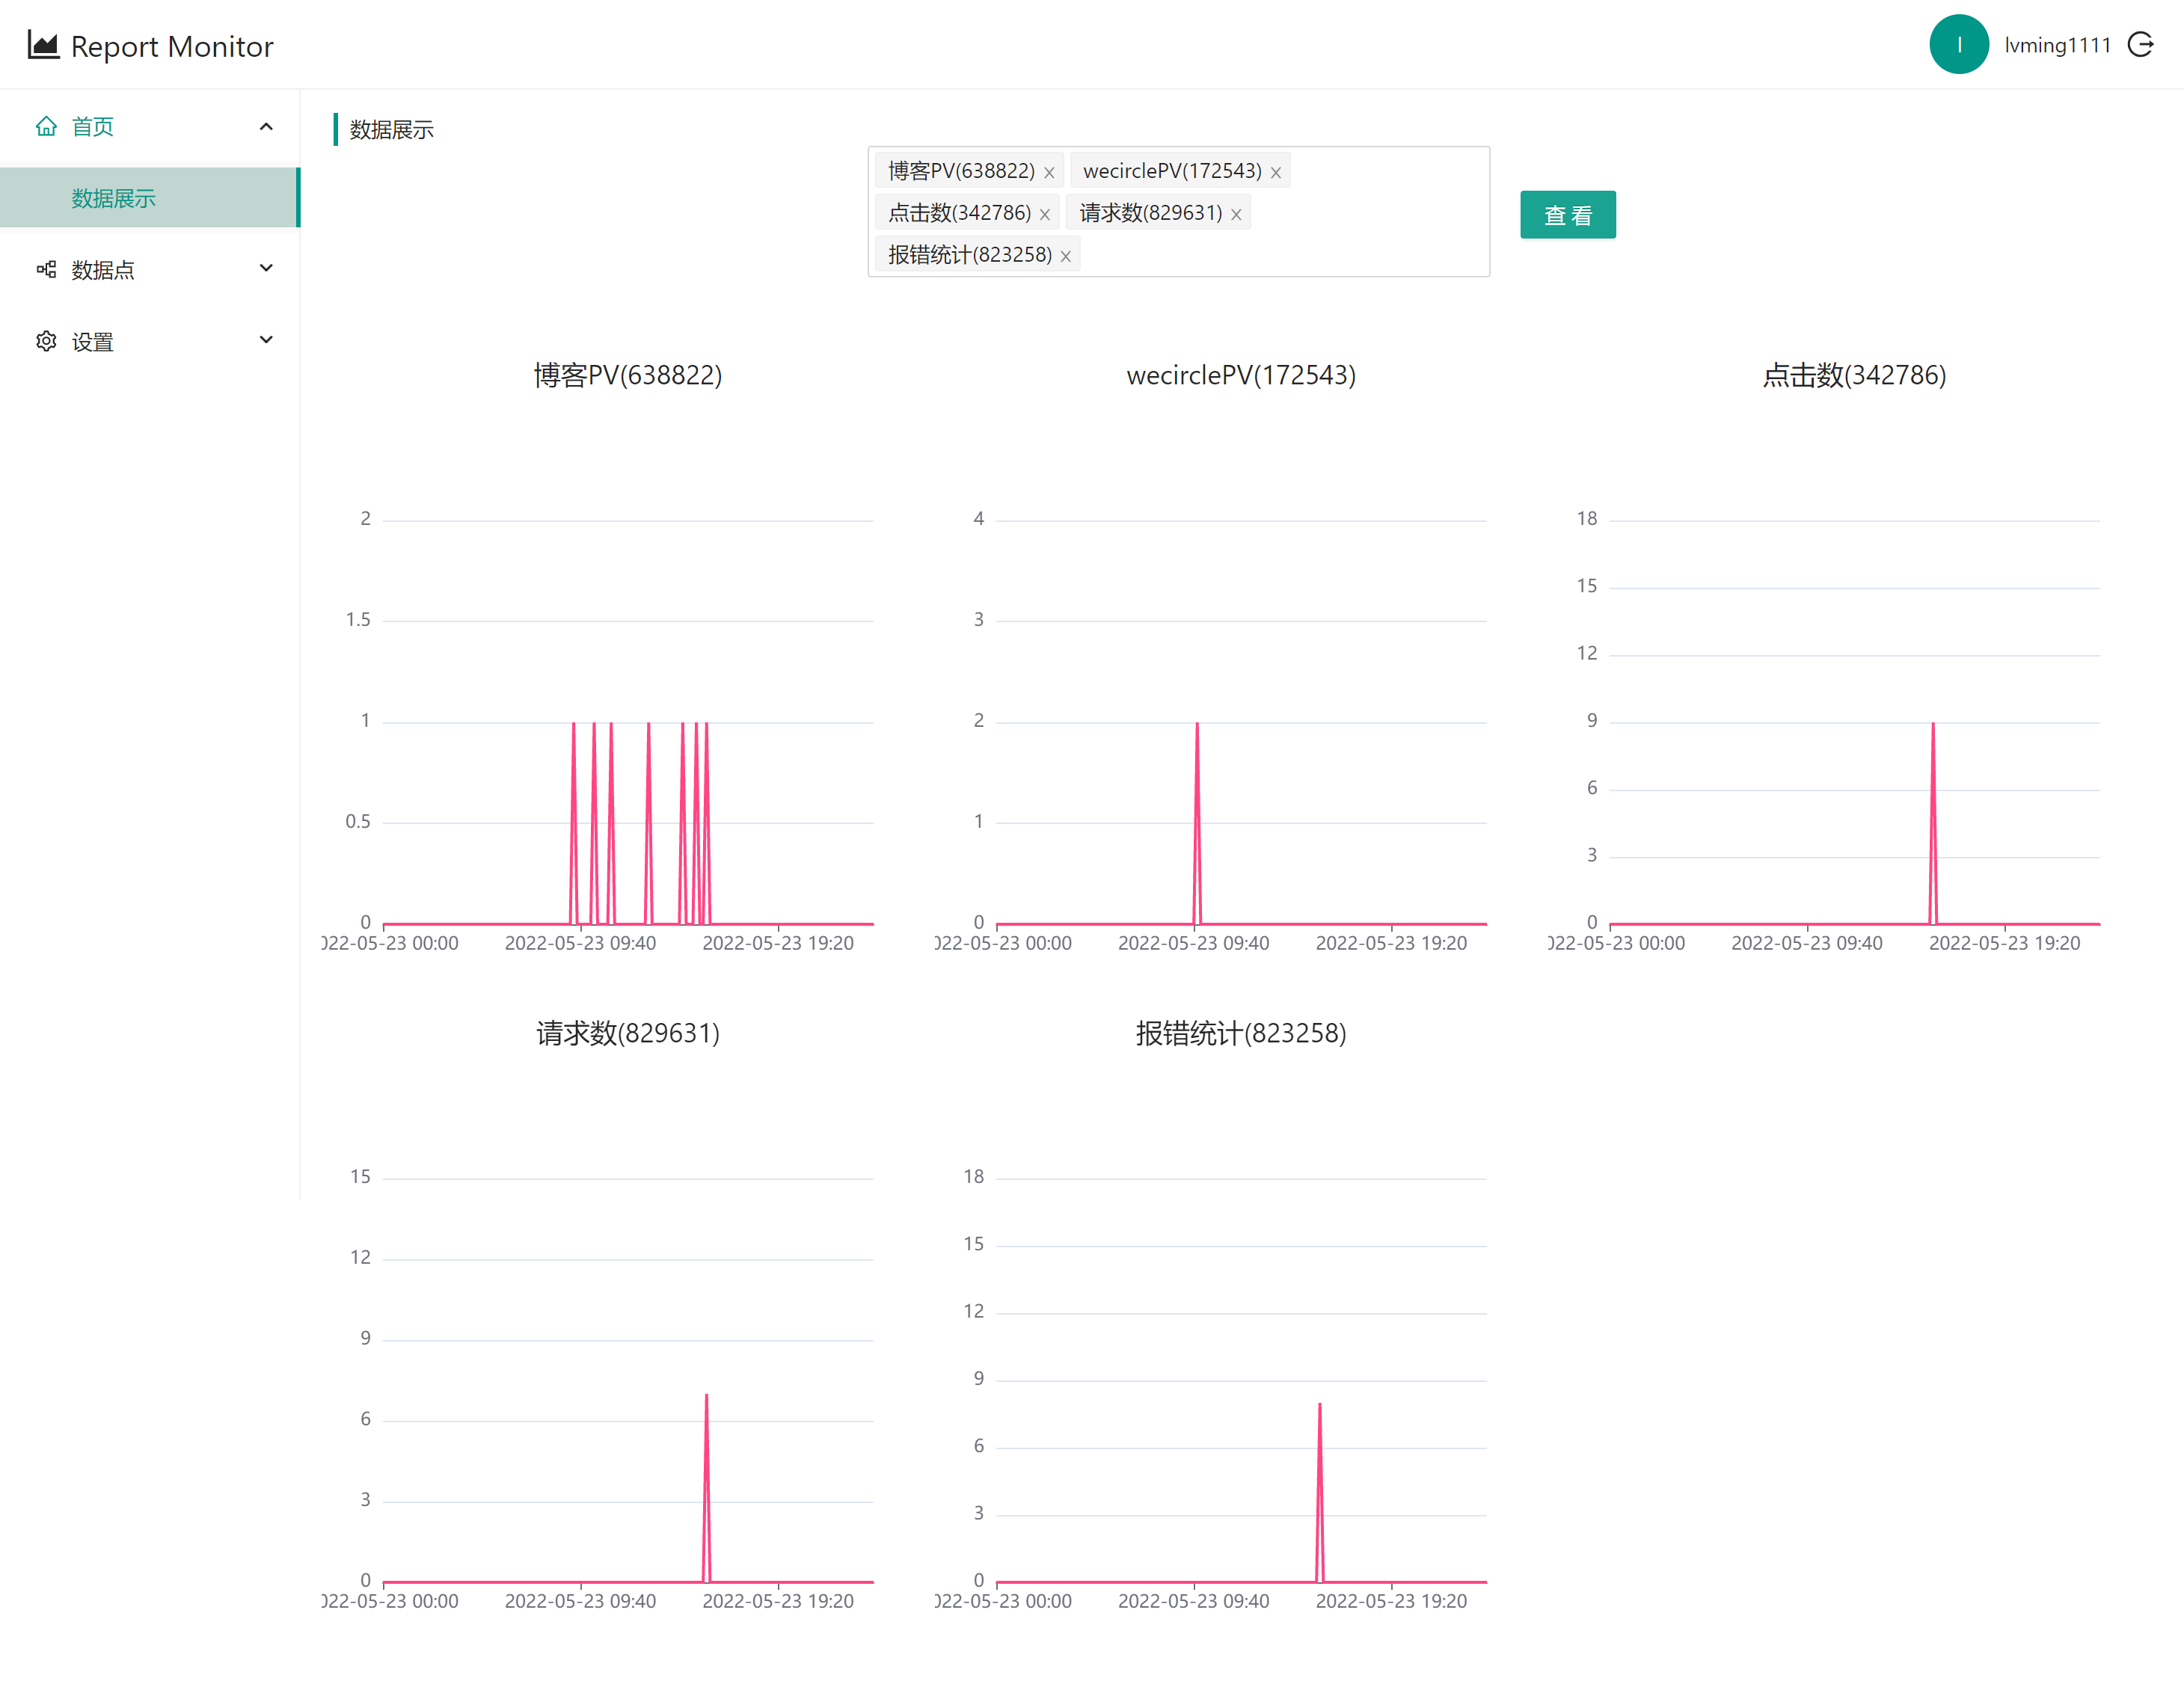 Report Monitor
l lvming1111
首页
数据展示
数据点
设置
数据展示
博客PV(638822) × wecirclePV(172543) ×
点击数(342786) × 请求数(829631) ×
报错统计(823258) ×
查 看
博客PV(638822)
2
1.5
1
0.5
0
022-05-23 00:00 2022-05-23 09:40 2022-05-23 19:20
wecirclePV(172543)
4
3
2
1
0
022-05-23 00:00 2022-05-23 09:40 2022-05-23 19:20
点击数(342786)
18
15
12
9
6
3
0
022-05-23 00:00 2022-05-23 09:40 2022-05-23 19:20
请求数(829631)
15
12
9
6
3
0
022-05-23 00:00 2022-05-23 09:40 2022-05-23 19:20
报错统计(823258)
18
15
12
9
6
3
0
022-05-23 00:00 2022-05-23 09:40 2022-05-23 19:20